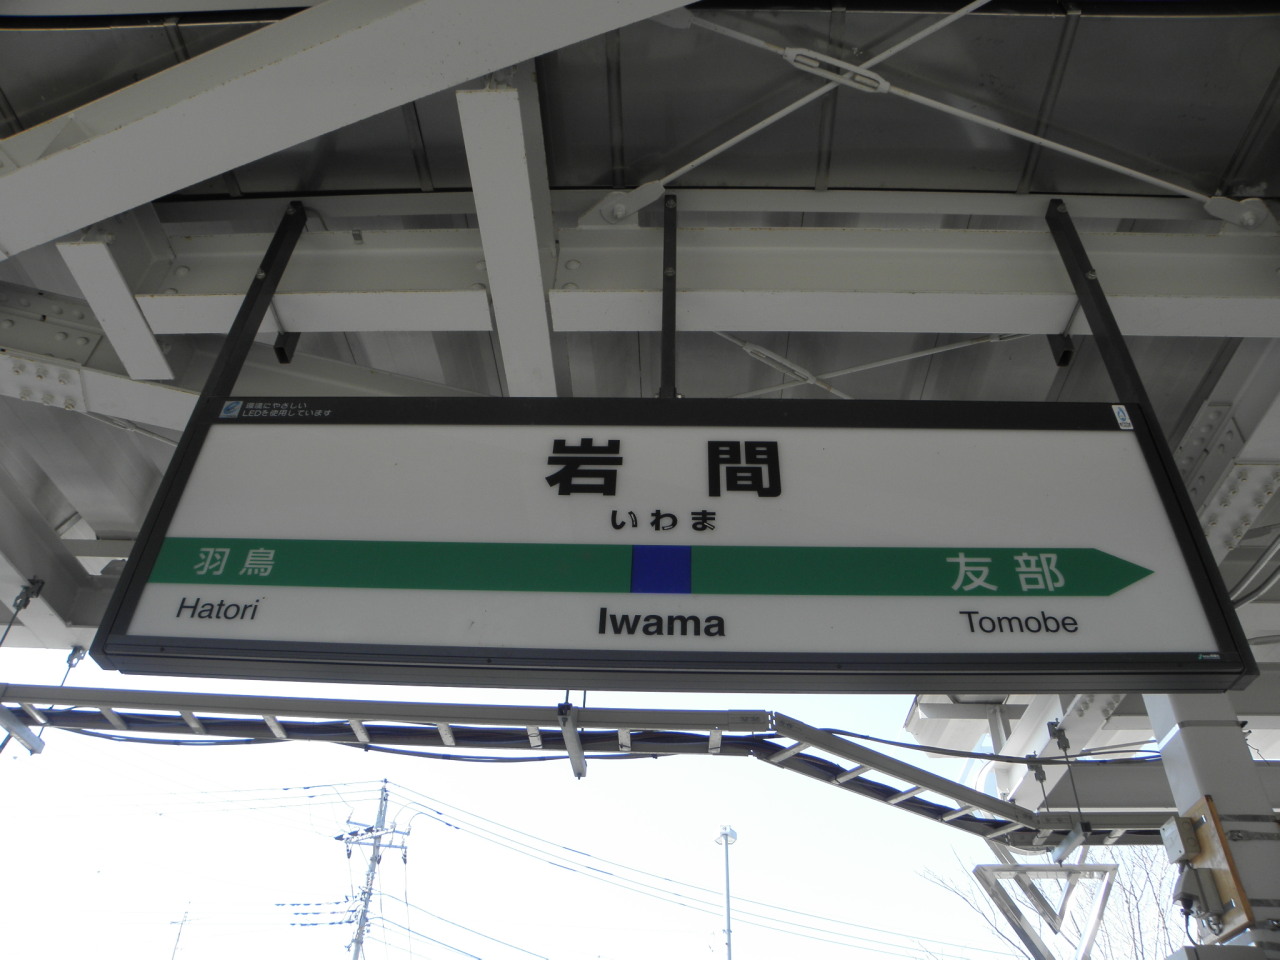 環境にやさしい
LEDを使用しています
岩間
いわま
羽鳥 友部
Hatori Iwama Tomobe